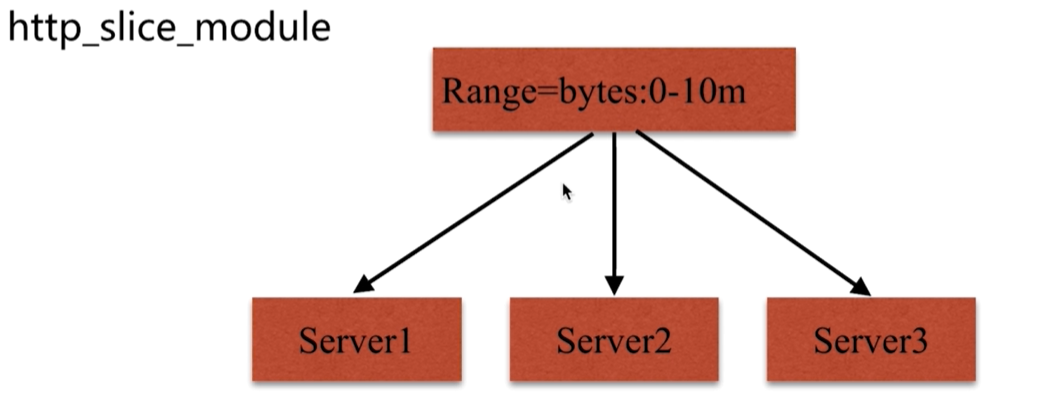 http_slice_module
Range=bytes:0-10m
Server1
Server2
Server3